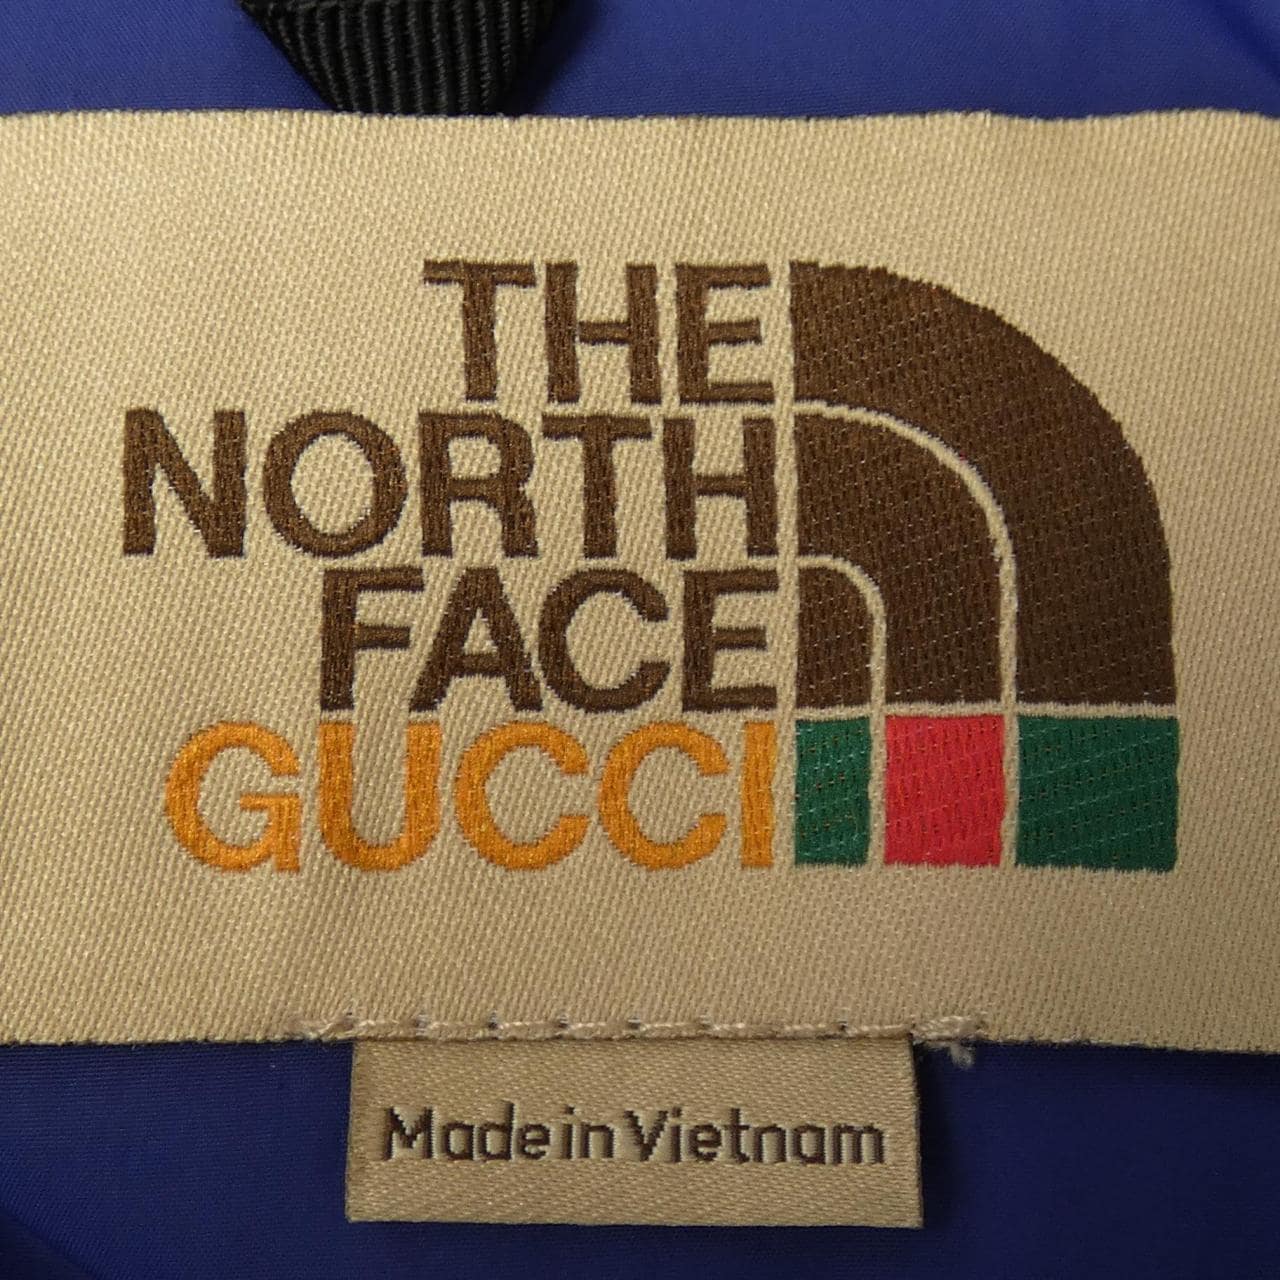 THE
NORTH
FACE
GUCCI
Made in Vietnam